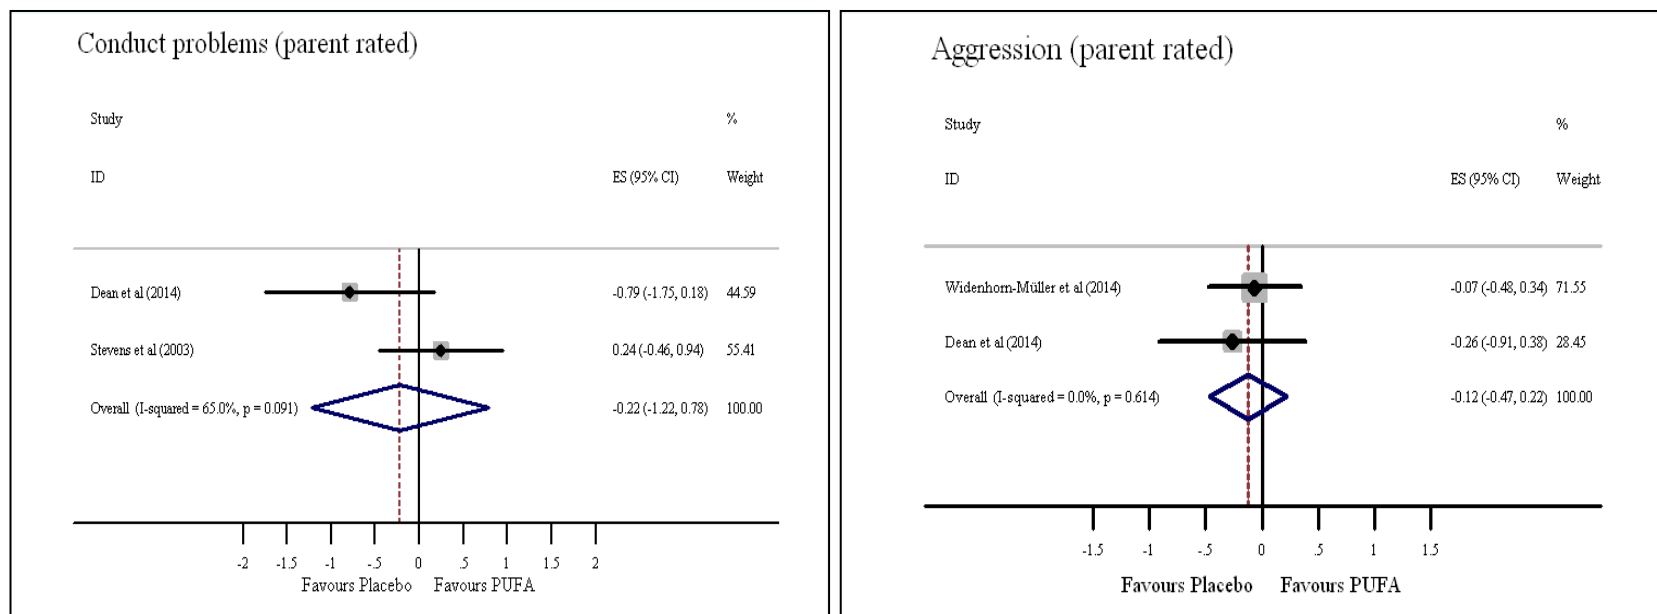 Conduct problems (parent rated)
Study %
ID ES (95% CI) Weight
Dean et al (2014) -0.79 (-1.75, 0.18) 44.59
Stevens et al (2003) 0.24 (-0.46, 0.94) 55.41
Overall (I-squared = 65.0%, p = 0.091) -0.22 (-1.22, 0.78) 100.00
-2 -1.5 -1 -.5 0 .5 1 1.5 2
Favours Placebo Favours PUFA
Aggression (parent rated)
Study %
ID ES (95% CI) Weight
Widenhorn-Müller et al (2014) -0.07 (-0.48, 0.34) 71.55
Dean et al (2014) -0.26 (-0.91, 0.38) 28.45
Overall (I-squared = 0.0%, p = 0.614) -0.12 (-0.47, 0.22) 100.00
-1.5 -1 -.5 0 .5 1 1.5
Favours Placebo Favours PUFA